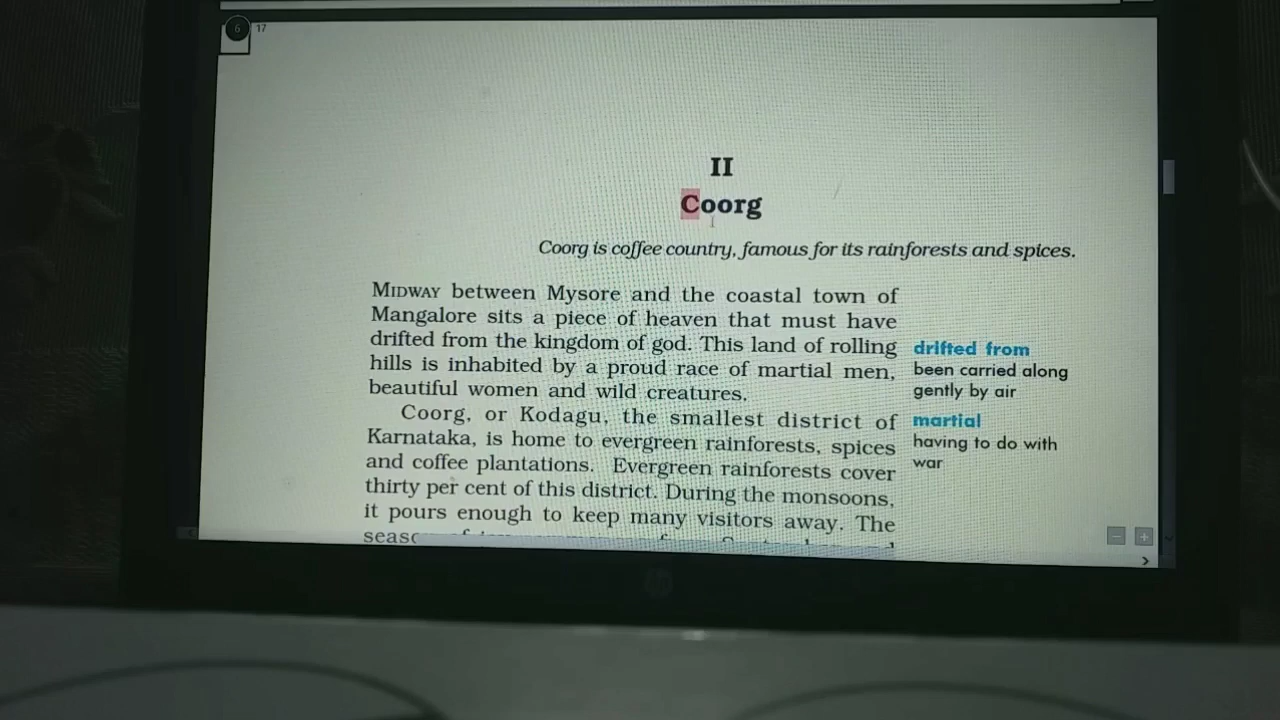 6 17
II
Coorg
Coorg is coffee country, famous for its rainforests and spices.
MIDWAY between Mysore and the coastal town of
Mangalore sits a piece of heaven that must have
drifted from the kingdom of god. This land of rolling
hills is inhabited by a proud race of martial men,
beautiful women and wild creatures.
Coorg, or Kodagu, the smallest district of
Karnataka, is home to evergreen rainforests, spices
and coffee plantations. Evergreen rainforests cover
thirty per cent of this district. During the monsoons,
it pours enough to keep many visitors away. The
drifted from
been carried along
gently by air
martial
having to do with
war
hp